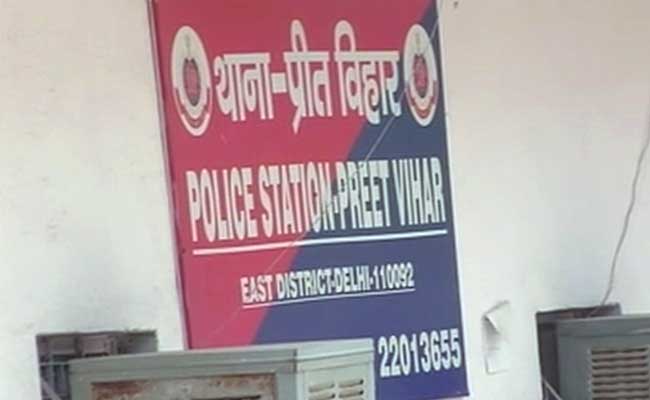 थाना-प्रीत विहार
POLICE STATION-PREET VIHAR
EAST DISTRICT-DELHI-110092
22013655